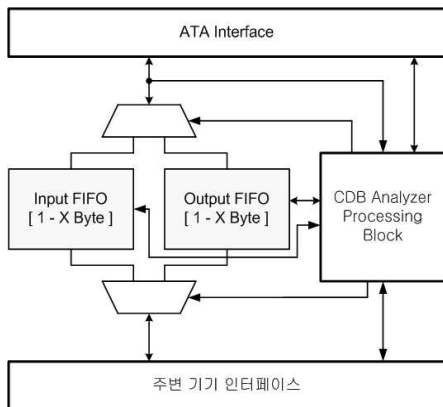 ATA Interface
Input FIFO
[ 1 - X Byte ]
Output FIFO
[ 1 - X Byte ]
CDB Analyzer
Processing
Block
주변 기기 인터페이스